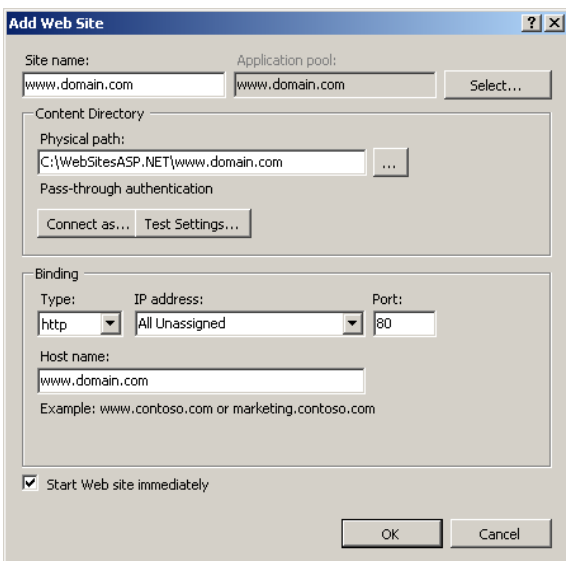 Add Web Site
Site name:
Application pool:
www.domain.com
www.domain.com
Select...
Content Directory
Physical path:
C:\WebSitesASP.NET\www.domain.com
...
Pass-through authentication
Connect as...
Test Settings...
Binding
Type:
IP address:
Port:
http
All Unassigned
80
Host name:
www.domain.com
Example: www.contoso.com or marketing.contoso.com
Start Web site immediately
OK
Cancel